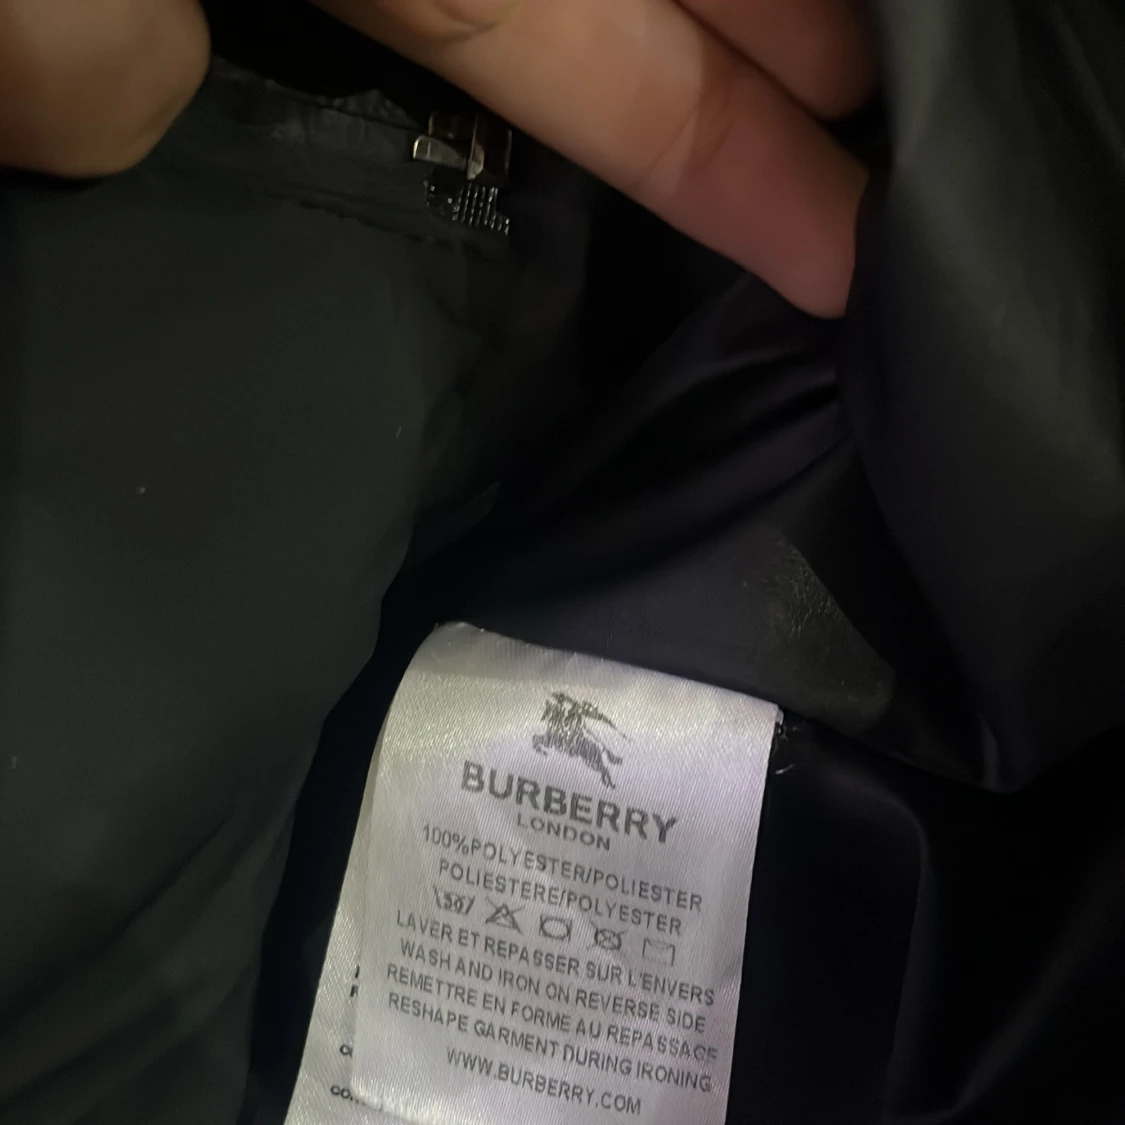 BURBERRY
LONDON
100%POLYESTER/POLIESTER
POLIESTERE/POLYESTER
LAVER ET REPASSER SUR L'ENVERS
WASH AND IRON ON REVERSE SIDE
REMETTRE EN FORME AU REPASSAGE
RESHAPE GARMENT DURING IRONING
WWW.BURBERRY.COM